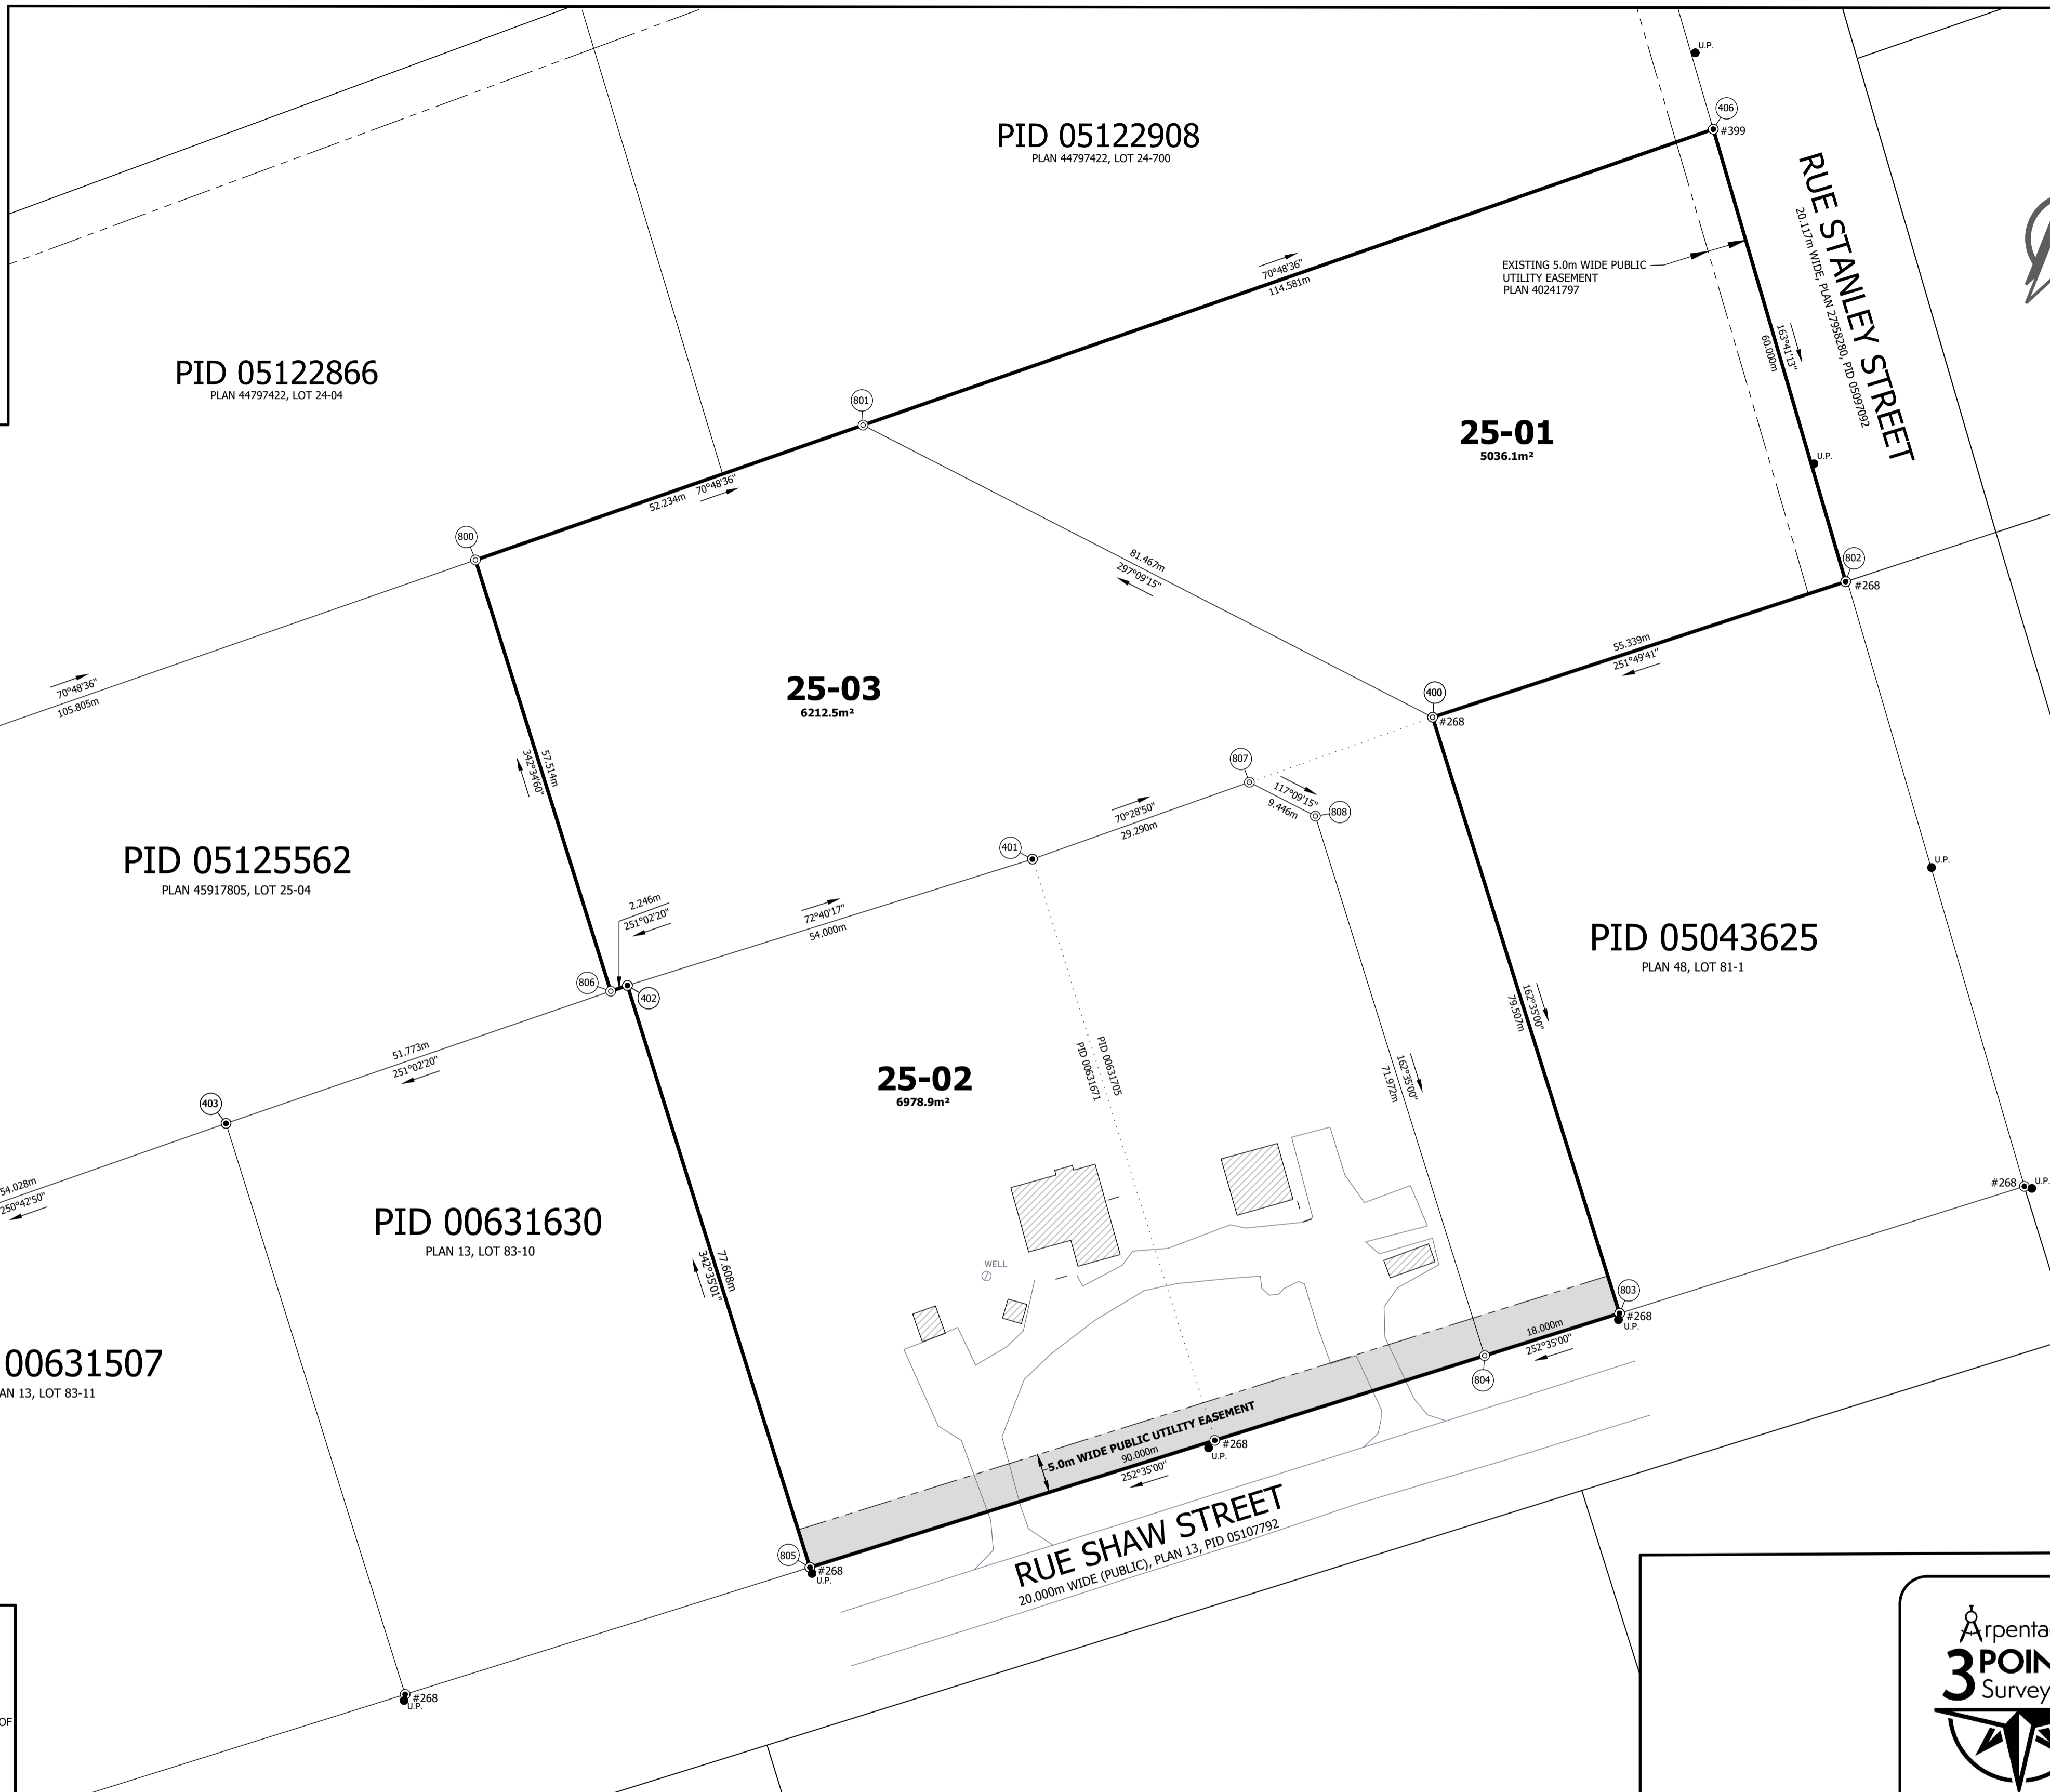 U.P.
406
#399
PID 05122908
PLAN 44797422, LOT 24-700
RUE STANLEY STREET
20.117m WIDE, PLAN 27958280, PID 05097092
70°48'36"
114.581m
EXISTING 5.0m WIDE PUBLIC
UTILITY EASEMENT
PLAN 40241797
163°41'13"
60.000m
PID 05122866
PLAN 44797422, LOT 24-04
801
25-01
5036.1m²
U.P.
52.234m
70°48'36"
800
81.467m
297°09'15"
802
#268
55.339m
251°49'41"
70°48'36"
105.805m
25-03
6212.5m²
400
#268
57.514m
342°34'60"
807
117°09'15"
9.446m
808
70°28'50"
29.290m
401
PID 05125562
PLAN 45917805, LOT 25-04
U.P.
2.246m
251°02'20"
72°40'17"
54.000m
PID 05043625
PLAN 48, LOT 81-1
806
402
162°35'00"
79.507m
51.773m
251°02'20"
PID 00631705
PID 00631671
25-02
6978.9m²
162°35'00"
71.972m
403
54.028m
250°42'50"
#268
U.P.
PID 00631630
PLAN 13, LOT 83-10
77.608m
342°35'01"
WELL
803
#268
U.P.
18.000m
252°35'00"
804
00631507
AN 13, LOT 83-11
5.0m WIDE PUBLIC UTILITY EASEMENT
90.000m
252°35'00"
#268
U.P.
RUE SHAW STREET
20.000m WIDE (PUBLIC), PLAN 13, PID 05107792
805
#268
U.P.
#268
U.P.
OF
Arpenta
3 POIN
Survey